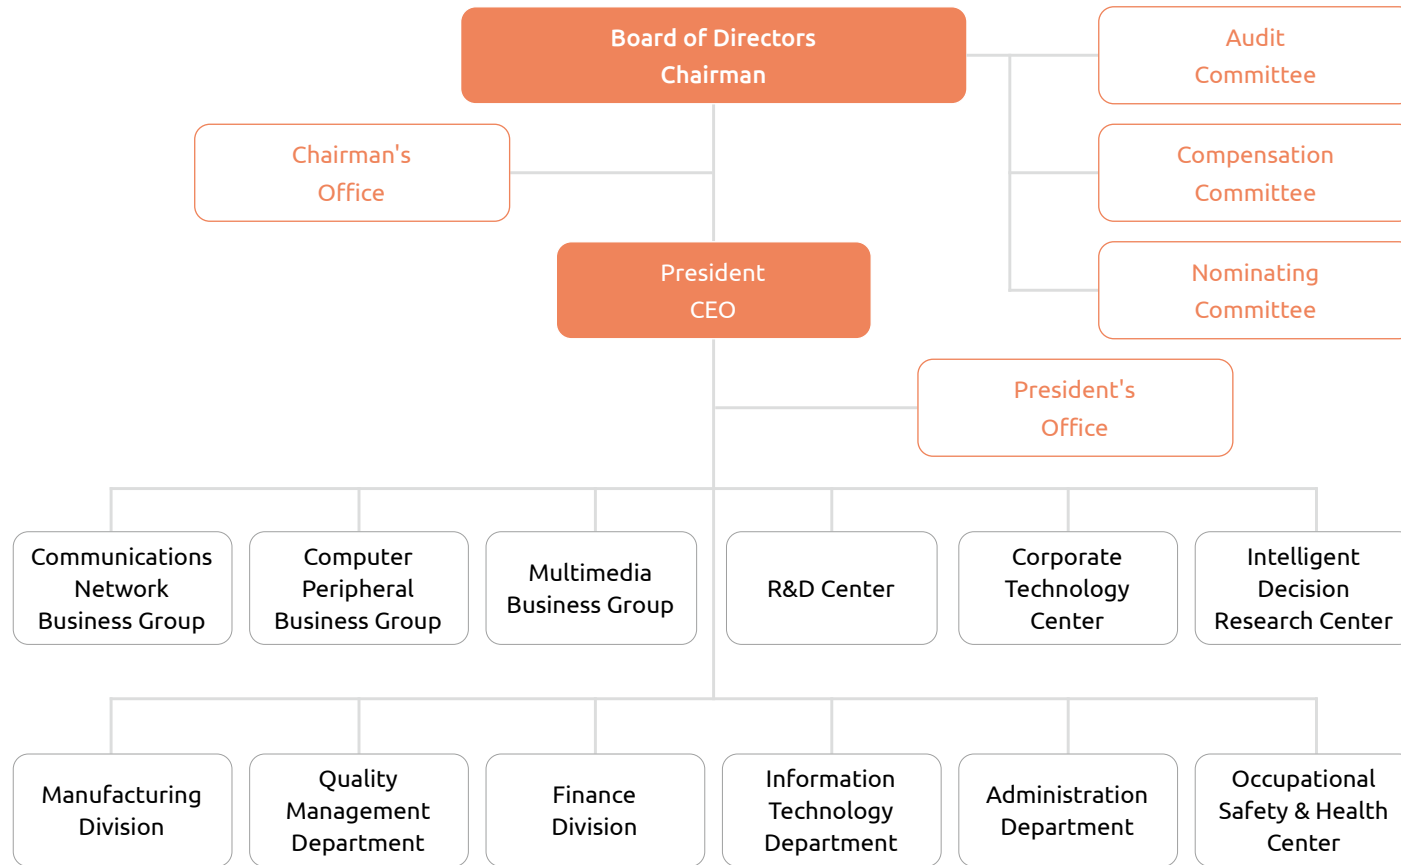 Board of Directors
Chairman
Audit
Committee
Chairman's
Office
Compensation
Committee
President
CEO
Nominating
Committee
President's
Office
Communications
Network
Business Group
Computer
Peripheral
Business Group
Multimedia
Business Group
R&D Center
Corporate
Technology
Center
Intelligent
Decision
Research Center
Manufacturing
Division
Quality
Management
Department
Finance
Division
Information
Technology
Department
Administration
Department
Occupational
Safety & Health
Center